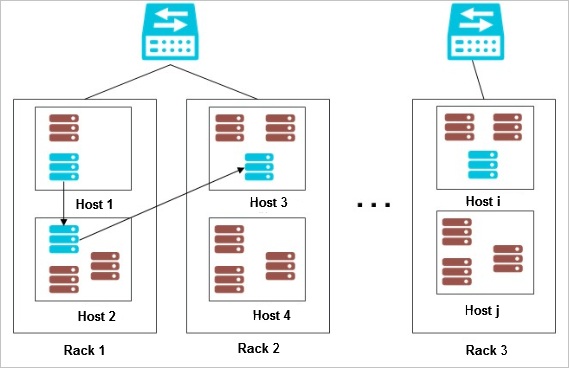 Host 1
Host 3
Host i
. . .
Host 2
Host 4
Host j
Rack 1
Rack 2
Rack 3